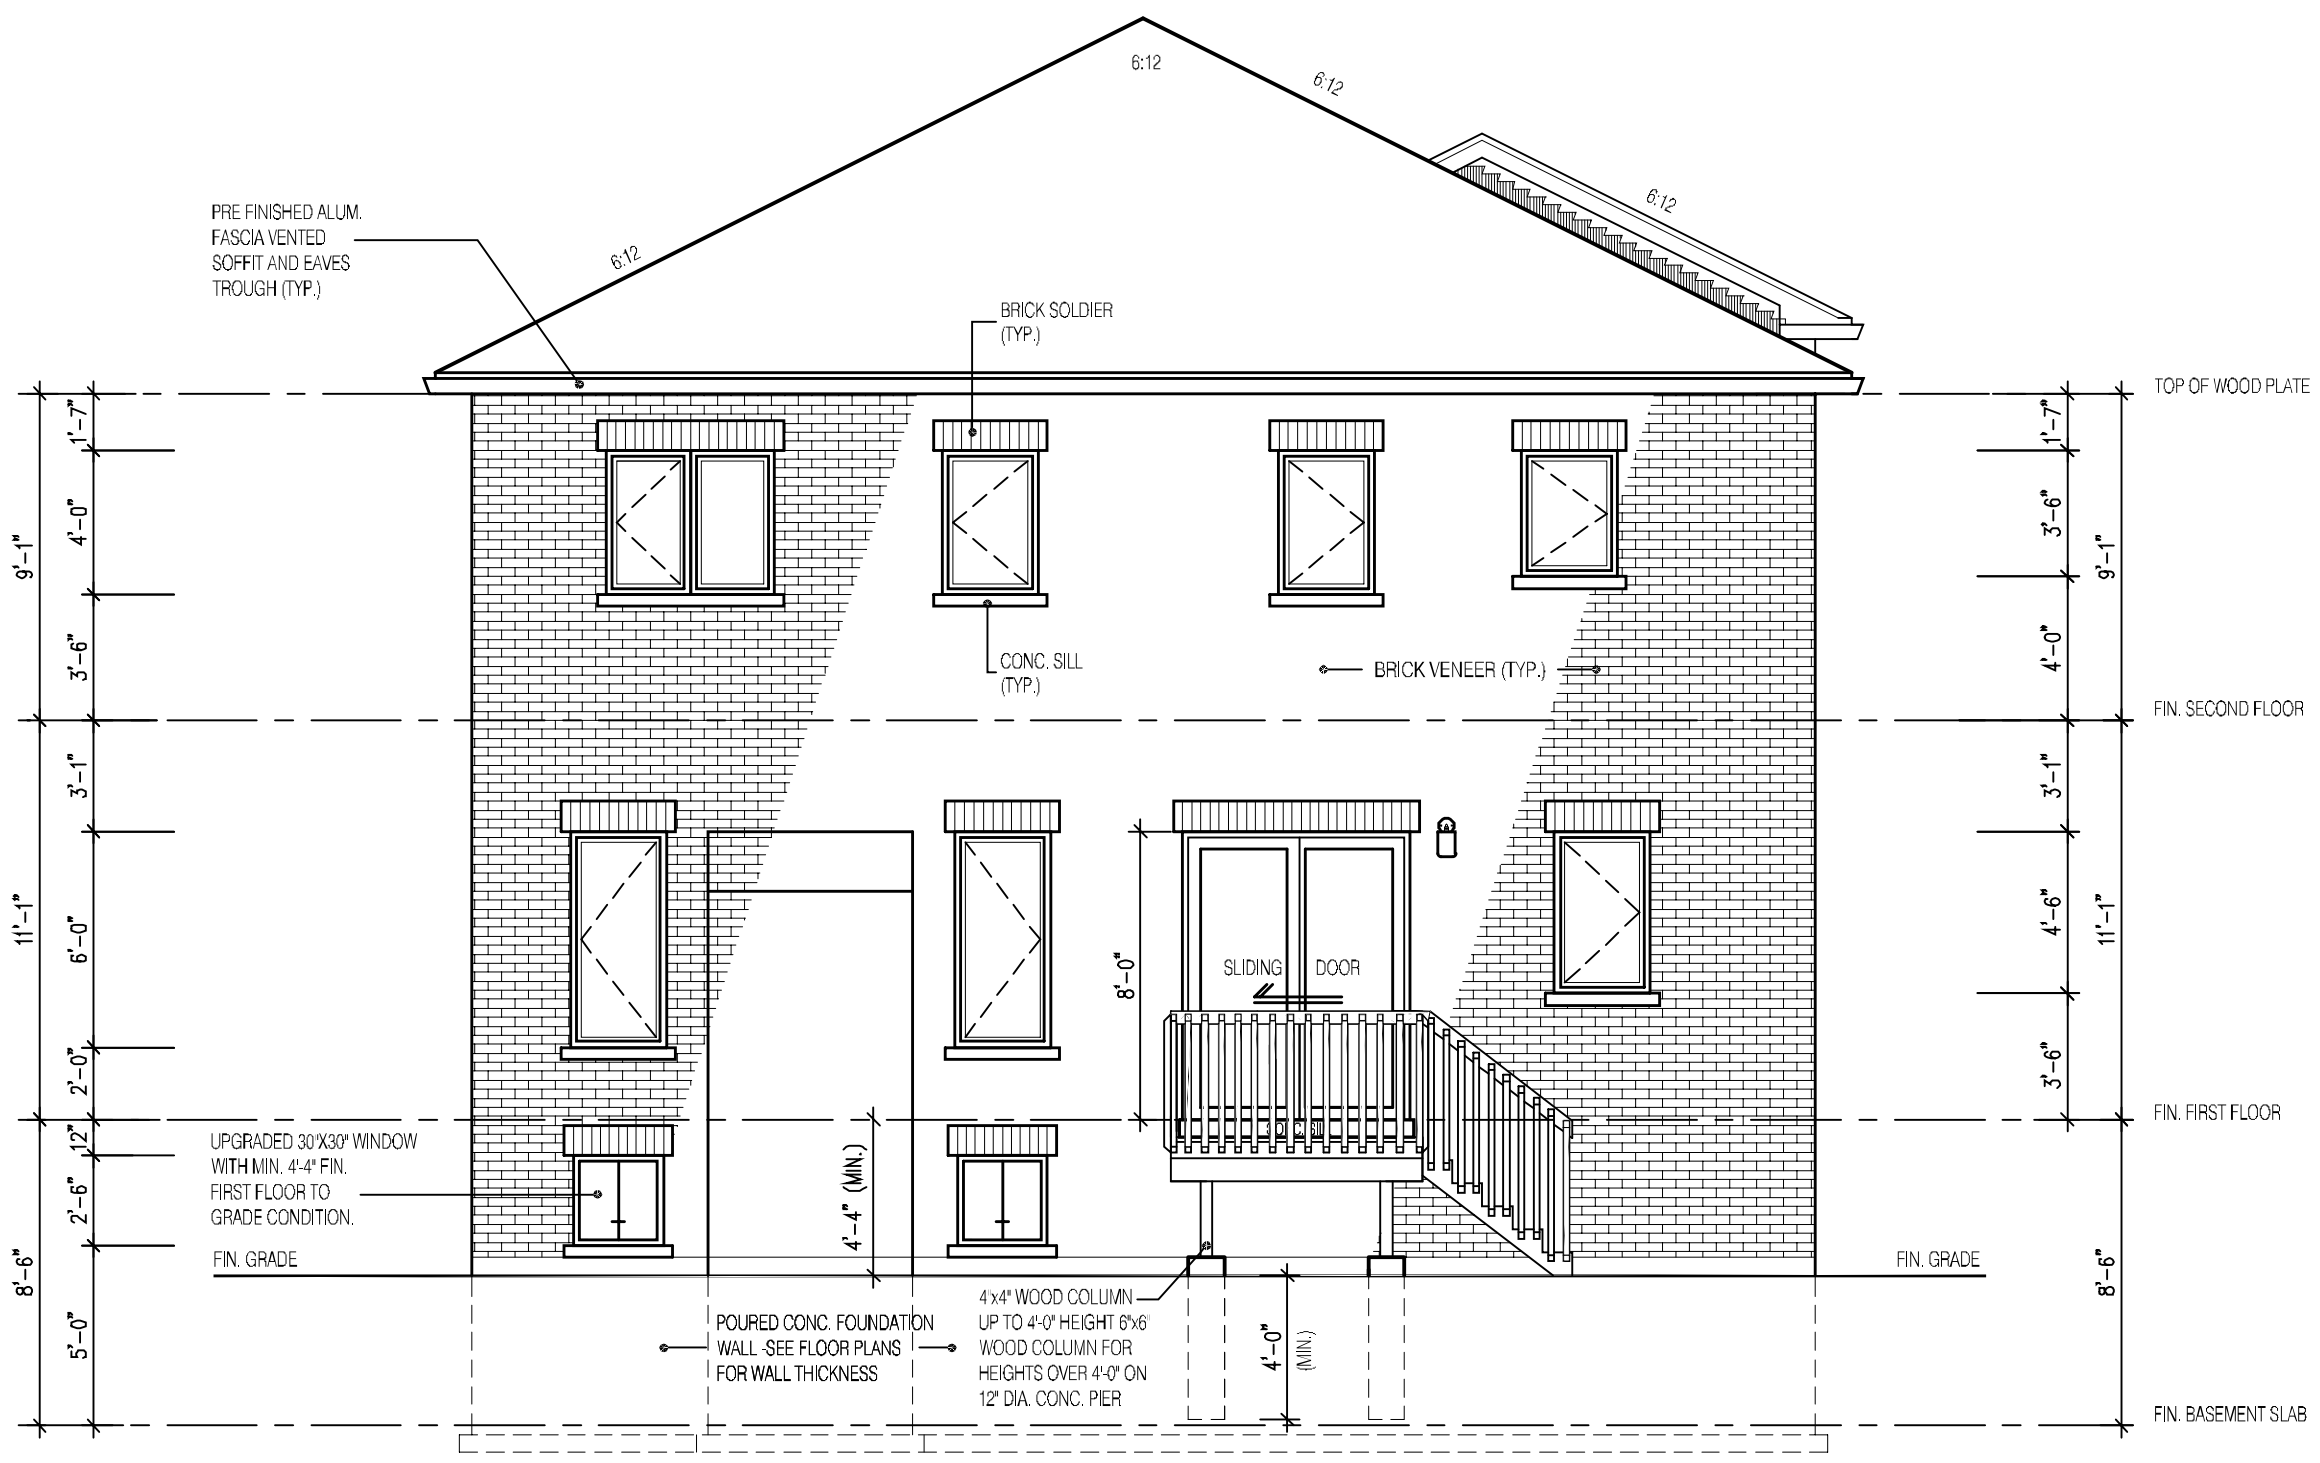 6:12
6:12
6:12
6:12
PRE FINISHED ALUM.
FASCIA VENTED
SOFFIT AND EAVES
TROUGH (TYP.)
BRICK SOLDIER
(TYP.)
TOP OF WOOD PLATE
1'-7"
4'-0"
3'-6"
9'-1"
1'-7"
3'-6"
4'-0"
9'-1"
CONC. SILL
(TYP.)
BRICK VENEER (TYP.)
FIN. SECOND FLOOR
3'-1"
6'-0"
2'-0"
11'-1"
8'-0"
SLIDING DOOR
3'-1"
4'-6"
3'-6"
11'-1"
FIN. FIRST FLOOR
UPGRADED 30"X30" WINDOW
WITH MIN. 4'-4" FIN.
FIRST FLOOR TO
GRADE CONDITION.
12"
2'-6"
5'-0"
8'-6"
4'-4" (MIN.)
FIN. GRADE
FIN. GRADE
POURED CONC. FOUNDATION
WALL -SEE FLOOR PLANS
FOR WALL THICKNESS
4"x4" WOOD COLUMN
UP TO 4'-0" HEIGHT 6"x6"
WOOD COLUMN FOR
HEIGHTS OVER 4'-0" ON
12" DIA. CONC. PIER
4'-0"
(MIN.)
8'-6"
FIN. BASEMENT SLAB